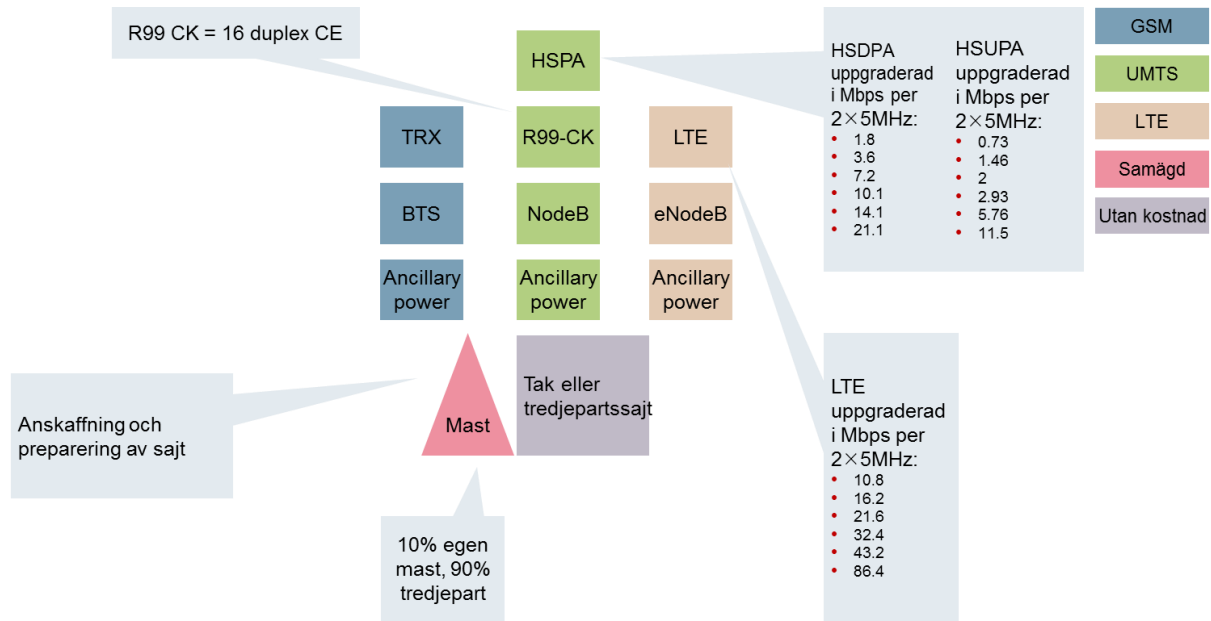 R99 CK = 16 duplex CE
HSPA
TRX
R99-CK
LTE
BTS
NodeB
eNodeB
Ancillary
power
Ancillary
power
Ancillary
power
Mast
Tak eller
tredjepartssajt
Anskaffning och
preparering av sajt
10% egen
mast, 90%
tredjepart
HSDPA
uppgraderad
i Mbps per
2×5MHz:
• 1.8
• 3.6
• 7.2
• 10.1
• 14.1
• 21.1
HSUPA
uppgraderad
i Mbps per
2×5MHz:
• 0.73
• 1.46
• 2
• 2.93
• 5.76
• 11.5
LTE
uppgraderad
i Mbps per
2×5MHz:
• 10.8
• 16.2
• 21.6
• 32.4
• 43.2
• 86.4
GSM
UMTS
LTE
Samägd
Utan kostnad